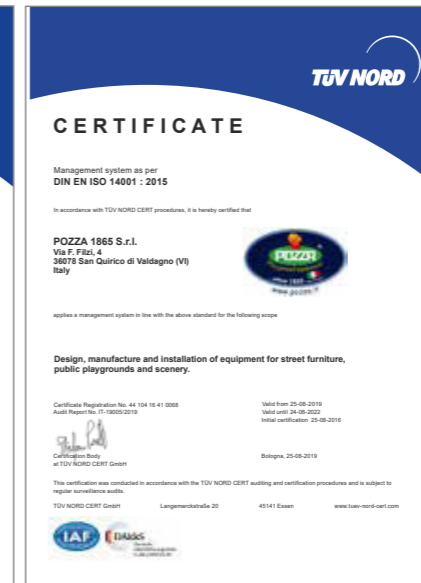 TÜV NORD
CERTIFICATE
Management system as per
DIN EN ISO 14001 : 2015
In accordance with TÜV NORD CERT procedures, it is hereby certified that
POZZA 1865 S.r.l.
Via F. Filzi, 4
36078 San Quirico di Valdagno (VI)
Italy
POZZA
since 1865
www.pozza.it
applies a management system in line with the above standard for the following scope
Design, manufacture and installation of equipment for street furniture,
public playgrounds and scenery.
Certificate Registration No. 44 104 16 41 0068
Audit Report No. IT-19005/2019
Valid from 25-08-2019
Valid until 24-08-2022
Initial certification 25-08-2016
Certification Body
at TÜV NORD CERT GmbH
Bologna, 25-08-2019
This certification was conducted in accordance with the TÜV NORD CERT auditing and certification procedures and is subject to
regular surveillance audits.
TÜV NORD CERT GmbH Langemarckstraße 20 45141 Essen www.tuev-nord-cert.com
IAF
DAkkS